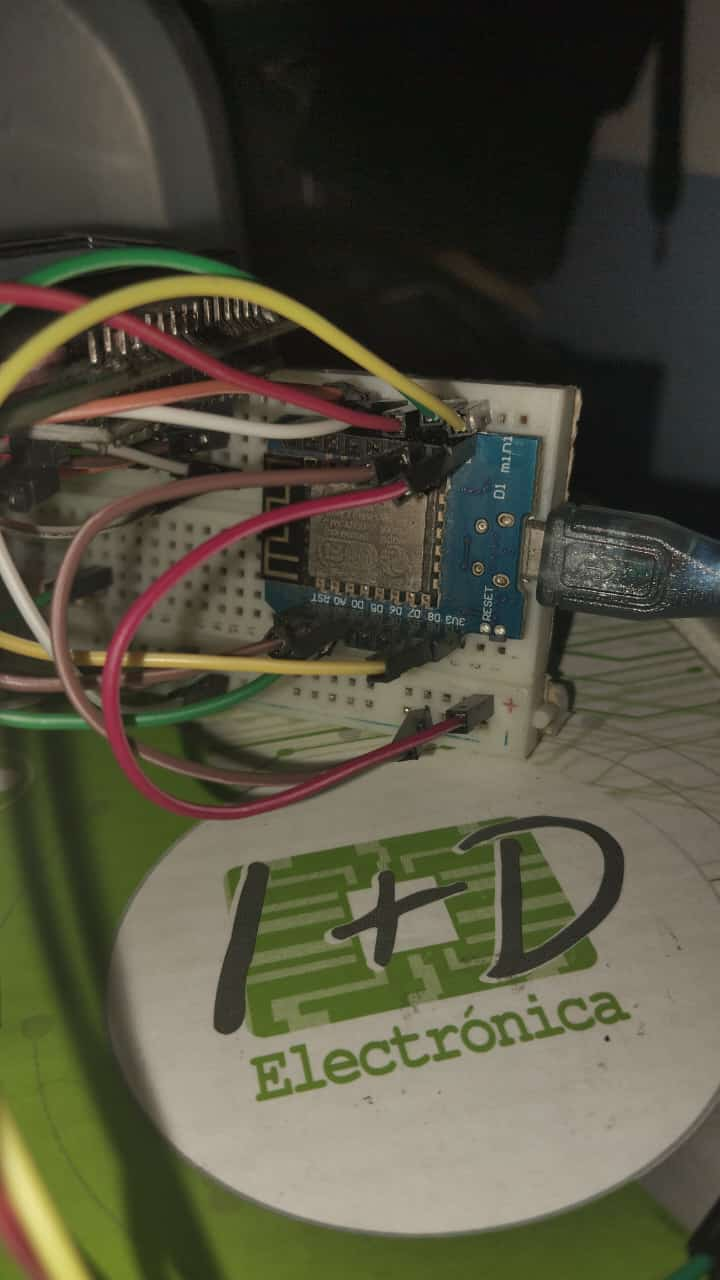 D1 mini
RESET
RST A0 D0 D5 D6 D7 D8 3V3
+
I+D
Electrónica